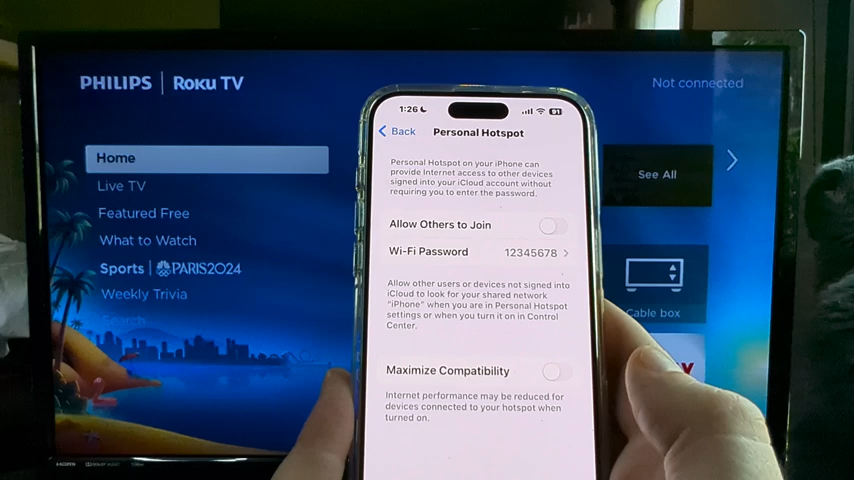 PHILIPS | Roku TV
Not connected
Home
Live TV
Featured Free
What to Watch
Sports | PARIS2024
Weekly Trivia
Search
See All
Cable box
1:26
91
Back
Personal Hotspot
Personal Hotspot on your iPhone can
provide Internet access to other devices
signed into your iCloud account without
requiring you to enter the password.
Allow Others to Join
Wi-Fi Password 12345678
Allow other users or devices not signed into
iCloud to look for your shared network
“iPhone” when you are in Personal Hotspot
settings or when you turn it on in Control
Center.
Maximize Compatibility
Internet performance may be reduced for
devices connected to your hotspot when
turned on.
HDMI